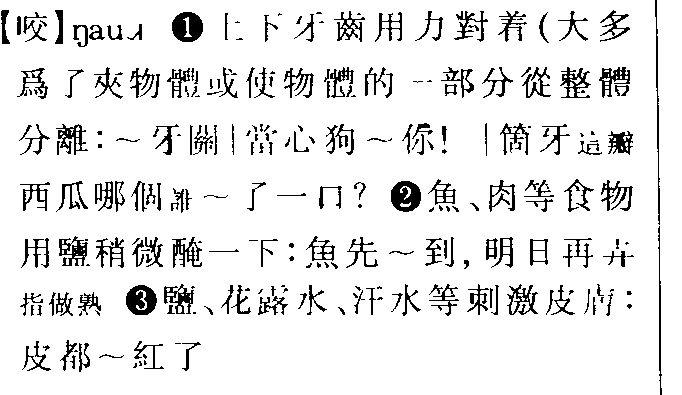 【咬】ŋau˩ ❶上下牙齒用力對着(大多
爲了夾物體或使物體的一部分從整體
分離：～牙關|當心狗～你！|箇牙這瓣
西瓜哪個誰～了一口？❷魚、肉等食物
用鹽稍微醃一下：魚先～到，明日再弄
指做熟 ❸鹽、花露水、汗水等刺激皮膚：
皮都～紅了